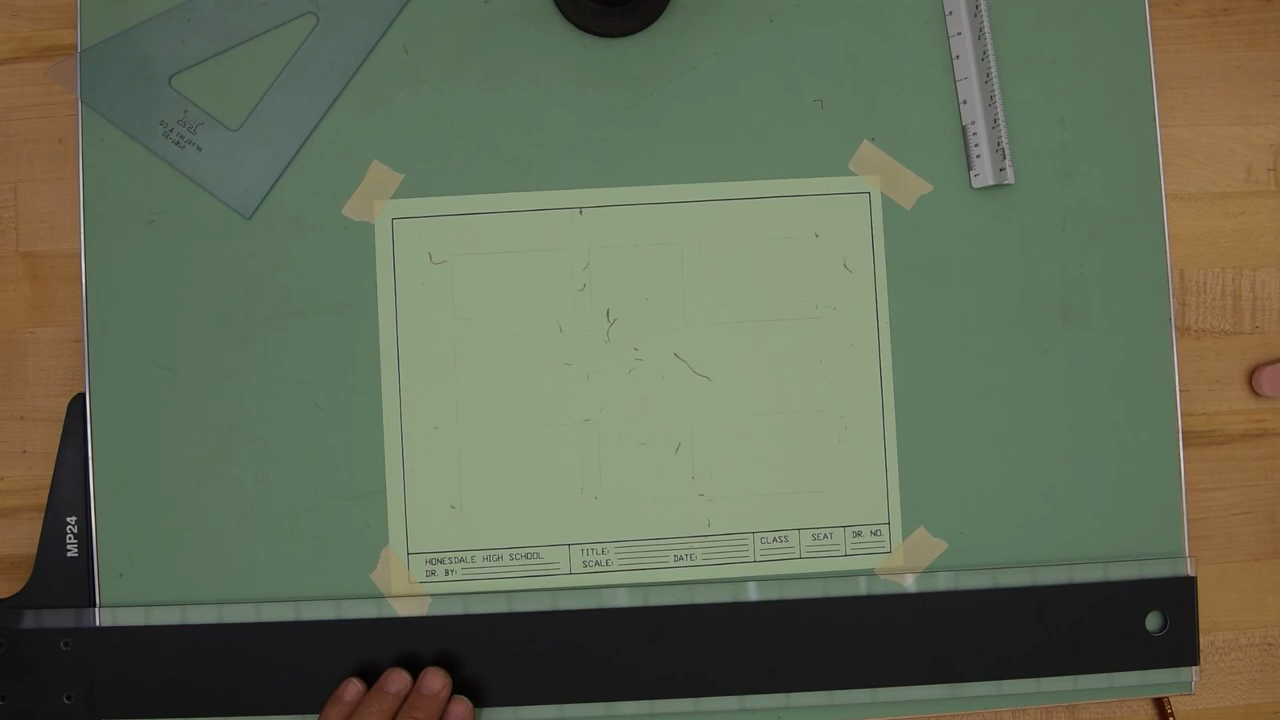 HONESDALE HIGH SCHOOL
DR. BY:
TITLE:
SCALE:
DATE:
CLASS
SEAT
DR. NO.
MP24